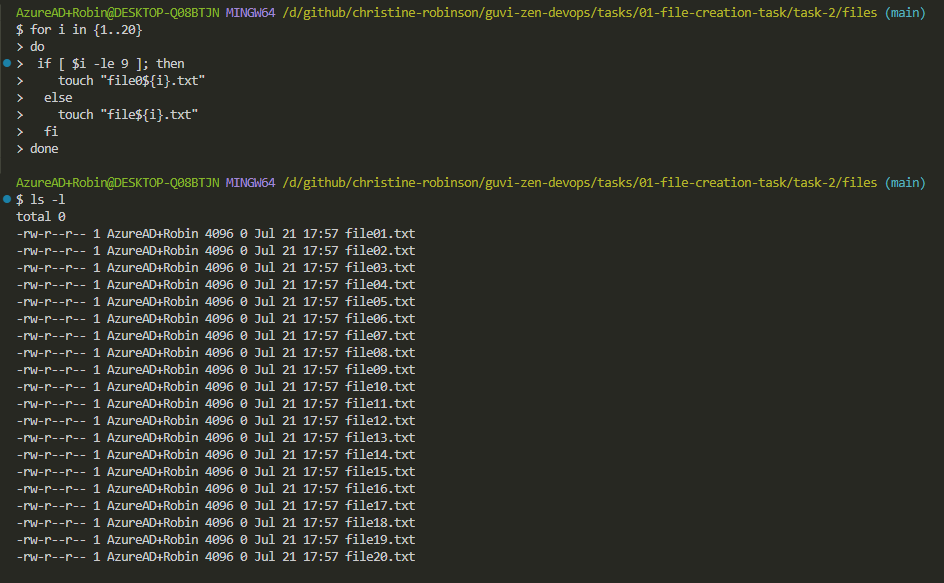 AzureAD+Robin@DESKTOP-Q08BTJN MINGW64 /d/github/christine-robinson/guvi-zen-devops/tasks/01-file-creation-task/task-2/files (main)
$ for i in {1..20}
> do
>  if [ $i -le 9 ]; then
>     touch "file0${i}.txt"
>   else
>     touch "file${i}.txt"
>   fi
> done
AzureAD+Robin@DESKTOP-Q08BTJN MINGW64 /d/github/christine-robinson/guvi-zen-devops/tasks/01-file-creation-task/task-2/files (main)
$ ls -l
total 0
-rw-r--r-- 1 AzureAD+Robin 4096 0 Jul 21 17:57 file01.txt
-rw-r--r-- 1 AzureAD+Robin 4096 0 Jul 21 17:57 file02.txt
-rw-r--r-- 1 AzureAD+Robin 4096 0 Jul 21 17:57 file03.txt
-rw-r--r-- 1 AzureAD+Robin 4096 0 Jul 21 17:57 file04.txt
-rw-r--r-- 1 AzureAD+Robin 4096 0 Jul 21 17:57 file05.txt
-rw-r--r-- 1 AzureAD+Robin 4096 0 Jul 21 17:57 file06.txt
-rw-r--r-- 1 AzureAD+Robin 4096 0 Jul 21 17:57 file07.txt
-rw-r--r-- 1 AzureAD+Robin 4096 0 Jul 21 17:57 file08.txt
-rw-r--r-- 1 AzureAD+Robin 4096 0 Jul 21 17:57 file09.txt
-rw-r--r-- 1 AzureAD+Robin 4096 0 Jul 21 17:57 file10.txt
-rw-r--r-- 1 AzureAD+Robin 4096 0 Jul 21 17:57 file11.txt
-rw-r--r-- 1 AzureAD+Robin 4096 0 Jul 21 17:57 file12.txt
-rw-r--r-- 1 AzureAD+Robin 4096 0 Jul 21 17:57 file13.txt
-rw-r--r-- 1 AzureAD+Robin 4096 0 Jul 21 17:57 file14.txt
-rw-r--r-- 1 AzureAD+Robin 4096 0 Jul 21 17:57 file15.txt
-rw-r--r-- 1 AzureAD+Robin 4096 0 Jul 21 17:57 file16.txt
-rw-r--r-- 1 AzureAD+Robin 4096 0 Jul 21 17:57 file17.txt
-rw-r--r-- 1 AzureAD+Robin 4096 0 Jul 21 17:57 file18.txt
-rw-r--r-- 1 AzureAD+Robin 4096 0 Jul 21 17:57 file19.txt
-rw-r--r-- 1 AzureAD+Robin 4096 0 Jul 21 17:57 file20.txt